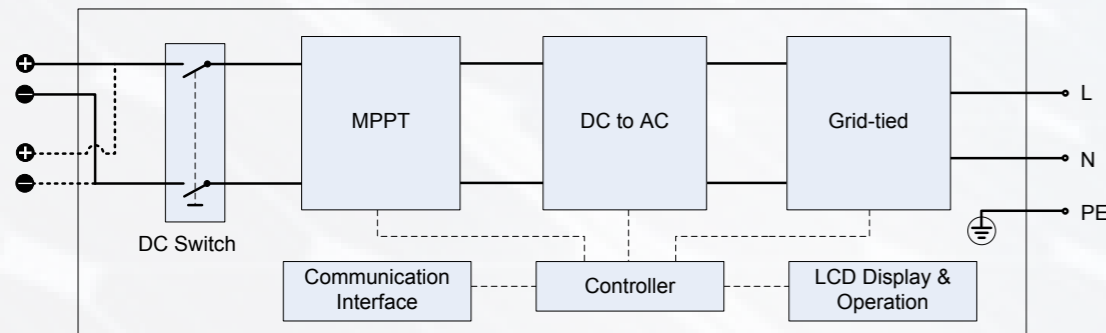 +
−
+
−
DC Switch
MPPT
DC to AC
Grid-tied
L
N
PE
Communication
Interface
Controller
LCD Display &
Operation